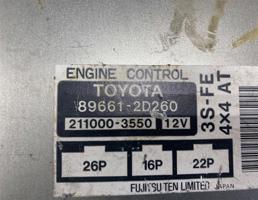 ENGINE CONTROL
TOYOTA
89661-2D260
211000-3550 12V
3S-FE
4x4 AT
26P 16P 22P
FUJITSU TEN LIMITED JAPAN